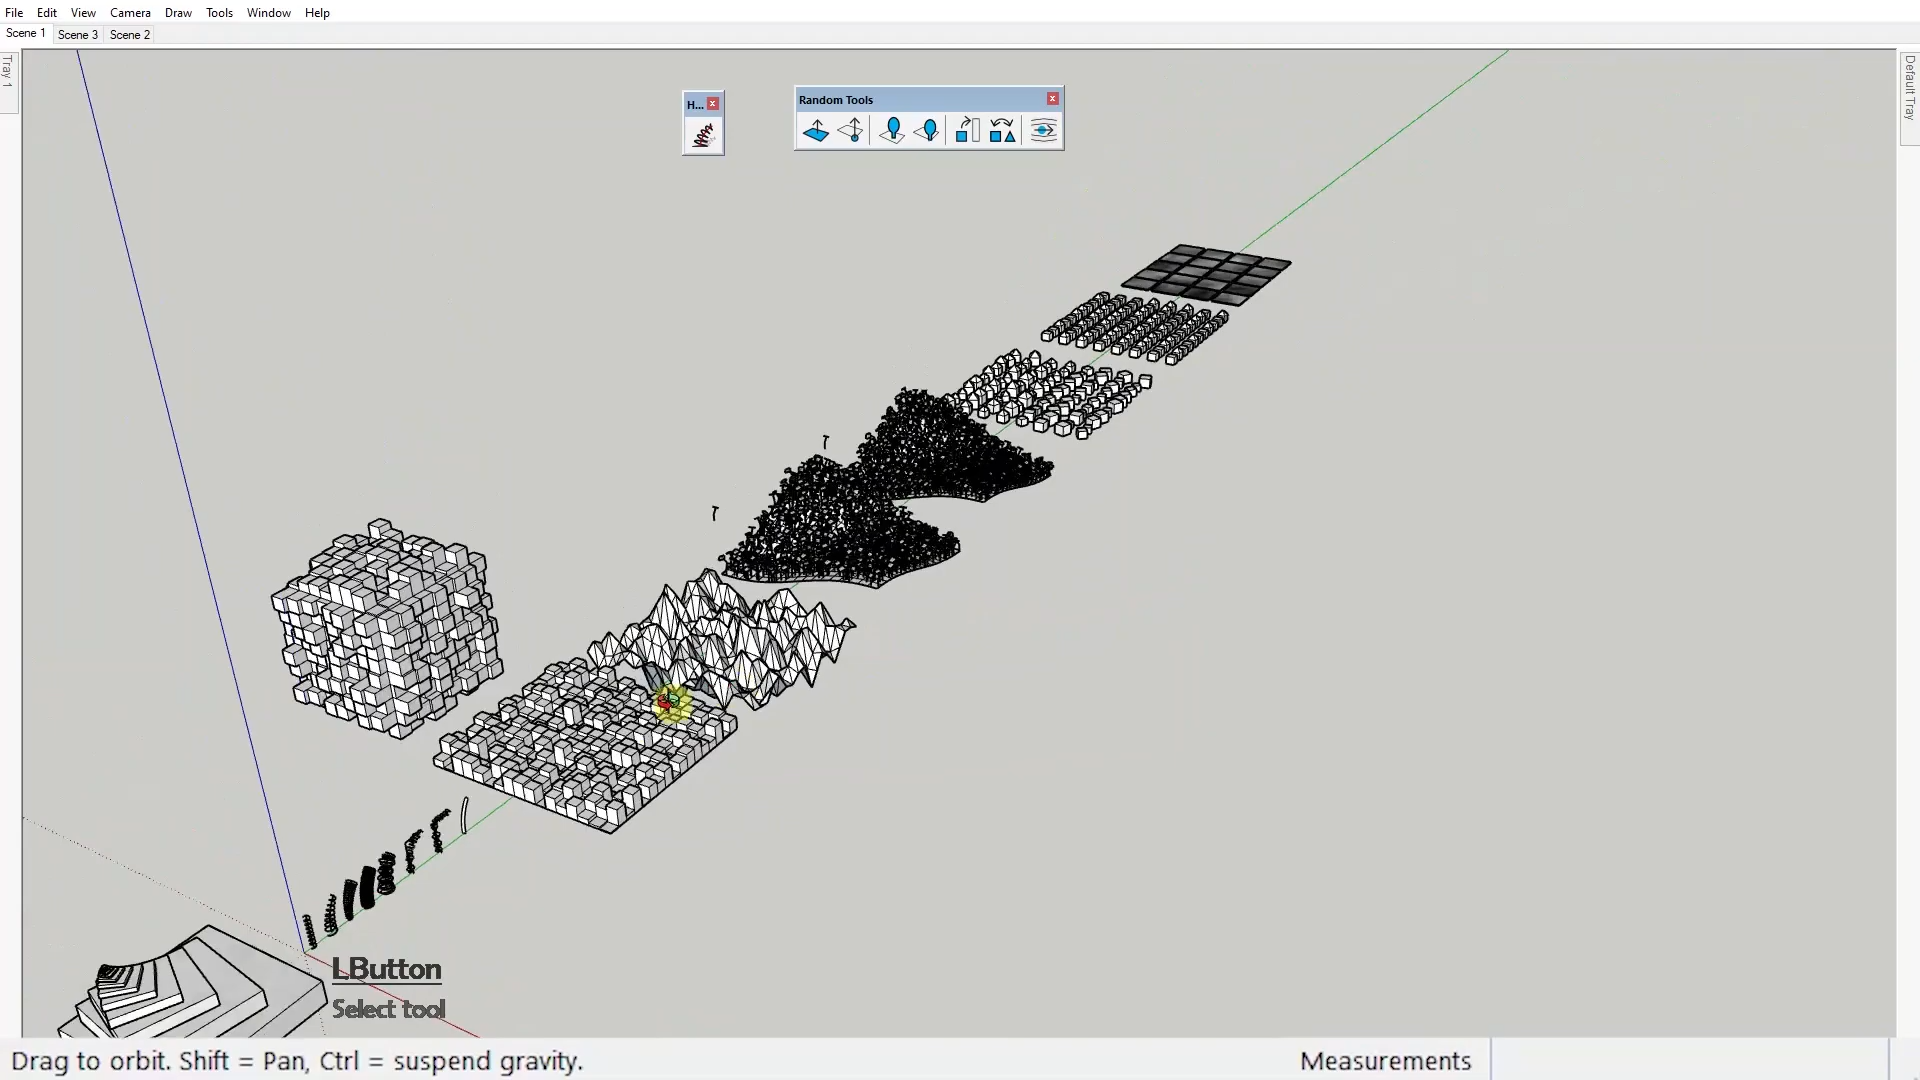 File Edit View Camera Draw Tools Window Help
Scene 1 Scene 3 Scene 2
Tray 1
Default Tray
H...
Random Tools
LButton
Select tool
Drag to orbit. Shift = Pan, Ctrl = suspend gravity.
Measurements